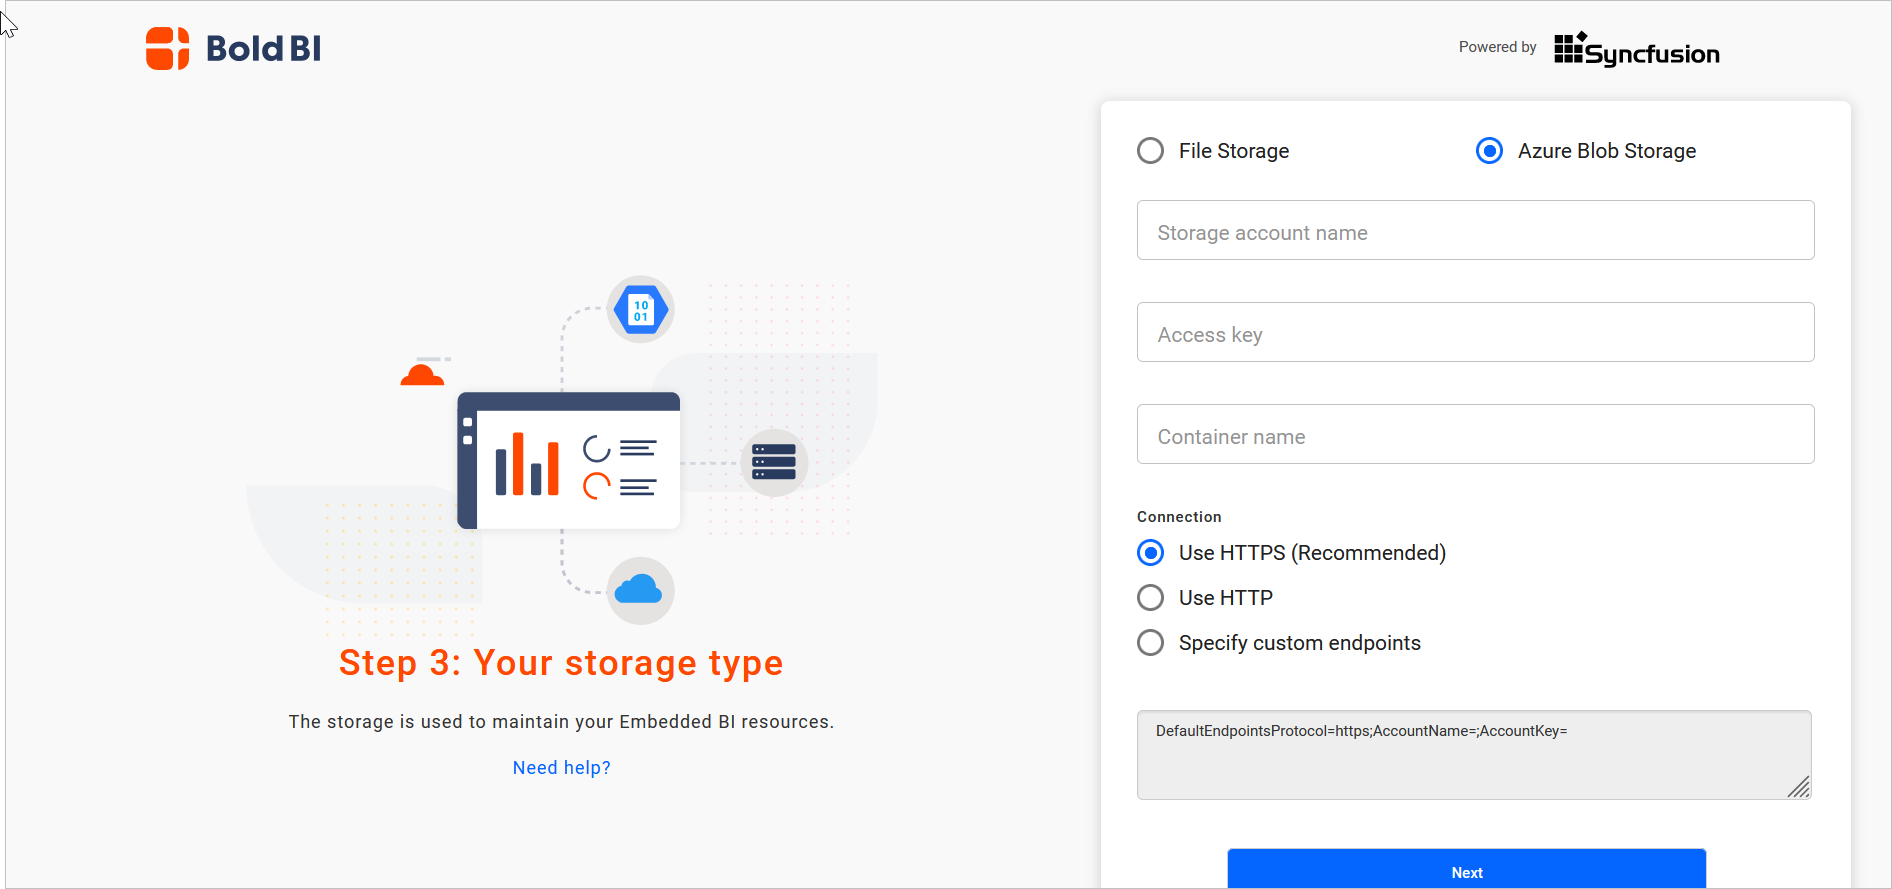 Bold BI
Powered by
Syncfusion
File Storage
Azure Blob Storage
Storage account name
Access key
Container name
Connection
Use HTTPS (Recommended)
Use HTTP
Specify custom endpoints
DefaultEndpointsProtocol=https;AccountName=;AccountKey=
Next
10
01
Step 3: Your storage type
The storage is used to maintain your Embedded BI resources.
Need help?